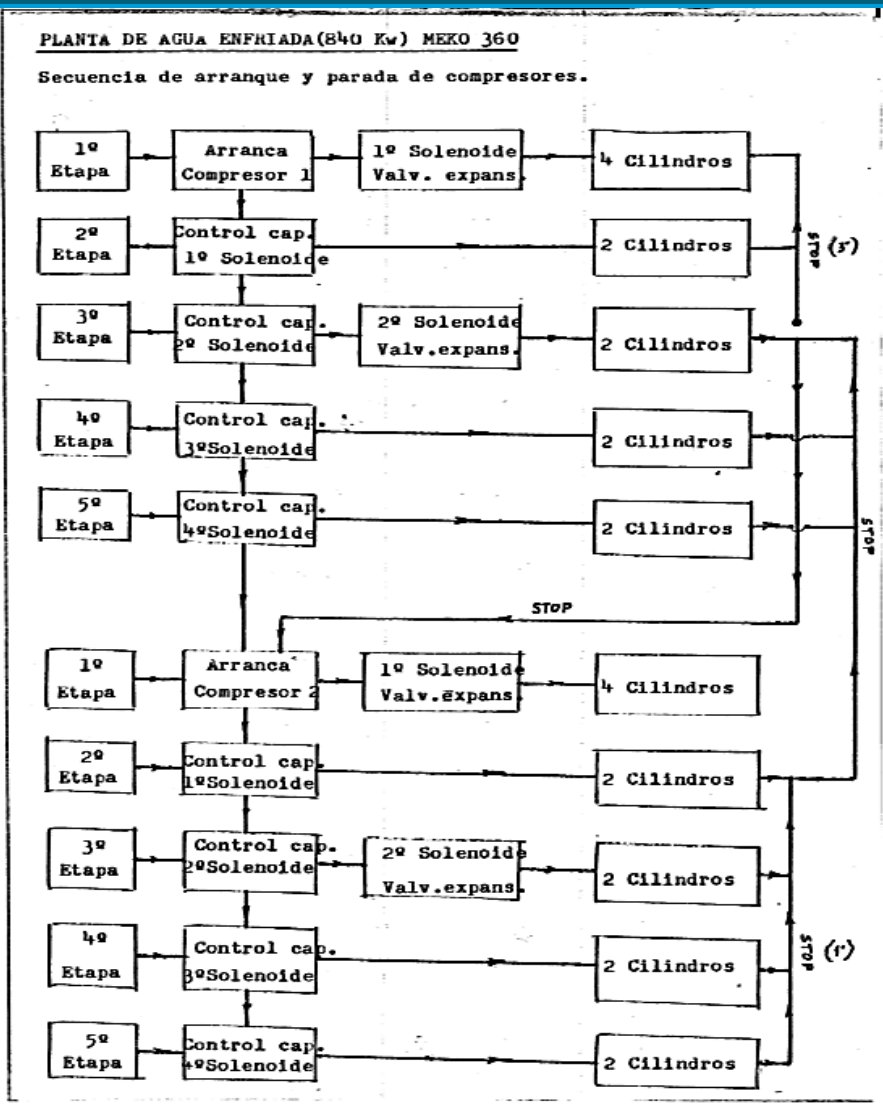 PLANTA DE AGUA ENFRIADA(840 Kw) MEKO 360
Secuencia de arranque y parada de compresores.
1º
Etapa
Arranca
Compresor 1
1º Solenoide
Valv. expans.
4 Cilindros
2º
Etapa
Control cap.
1º Solenoide
2 Cilindros
STOP (3º)
3º
Etapa
Control cap.
2º Solenoide
2º Solenoide
Valv.expans.
2 Cilindros
4º
Etapa
Control cap.
3ºSolenoide
2 Cilindros
5º
Etapa
Control cap.
4ºSolenoide
2 Cilindros
STOP
STOP
1º
Etapa
Arranca
Compresor 2
1º Solenoide
Valv.expans.
4 Cilindros
2º
Etapa
Control cap.
1ºSolenoide
2 Cilindros
3º
Etapa
Control cap.
2ºSolenoide
2º Solenoide
Valv.expans.
2 Cilindros
4º
Etapa
Control cap.
3ºSolenoide
2 Cilindros
STOP (1º)
5º
Etapa
Control cap.
4ºSolenoide
2 Cilindros